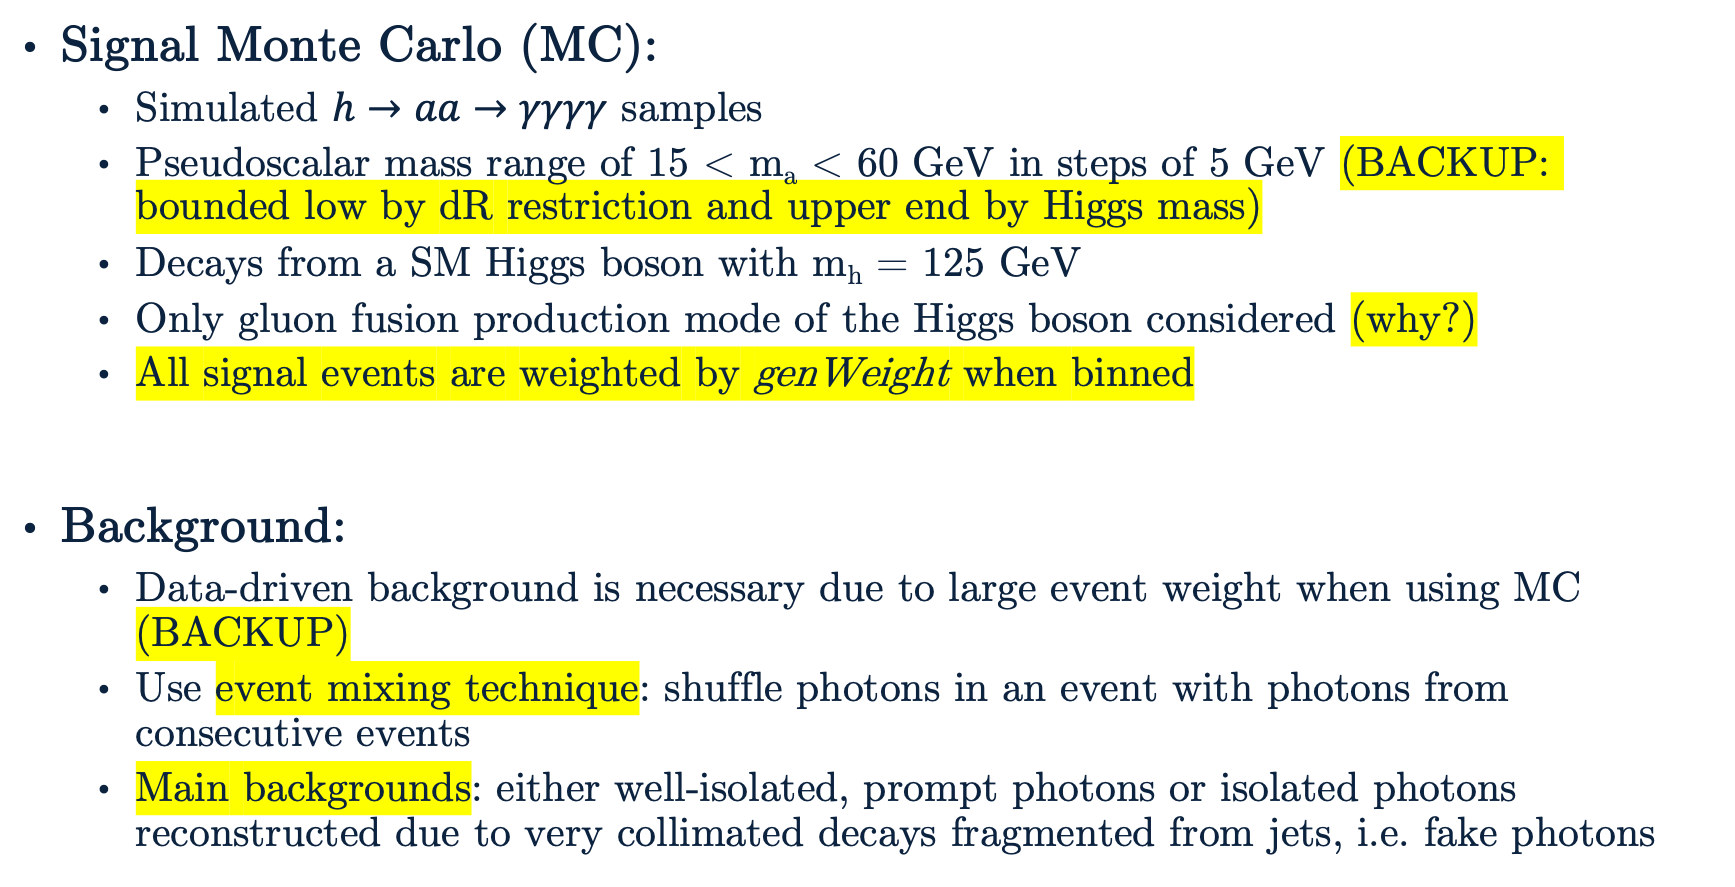 • Signal Monte Carlo (MC):
• Simulated h → aa → γγγγ samples
• Pseudoscalar mass range of 15 < mₐ < 60 GeV in steps of 5 GeV (BACKUP:
bounded low by dR restriction and upper end by Higgs mass)
• Decays from a SM Higgs boson with mₕ = 125 GeV
• Only gluon fusion production mode of the Higgs boson considered (why?)
• All signal events are weighted by genWeight when binned
• Background:
• Data-driven background is necessary due to large event weight when using MC
(BACKUP)
• Use event mixing technique: shuffle photons in an event with photons from
consecutive events
• Main backgrounds: either well-isolated, prompt photons or isolated photons
reconstructed due to very collimated decays fragmented from jets, i.e. fake photons